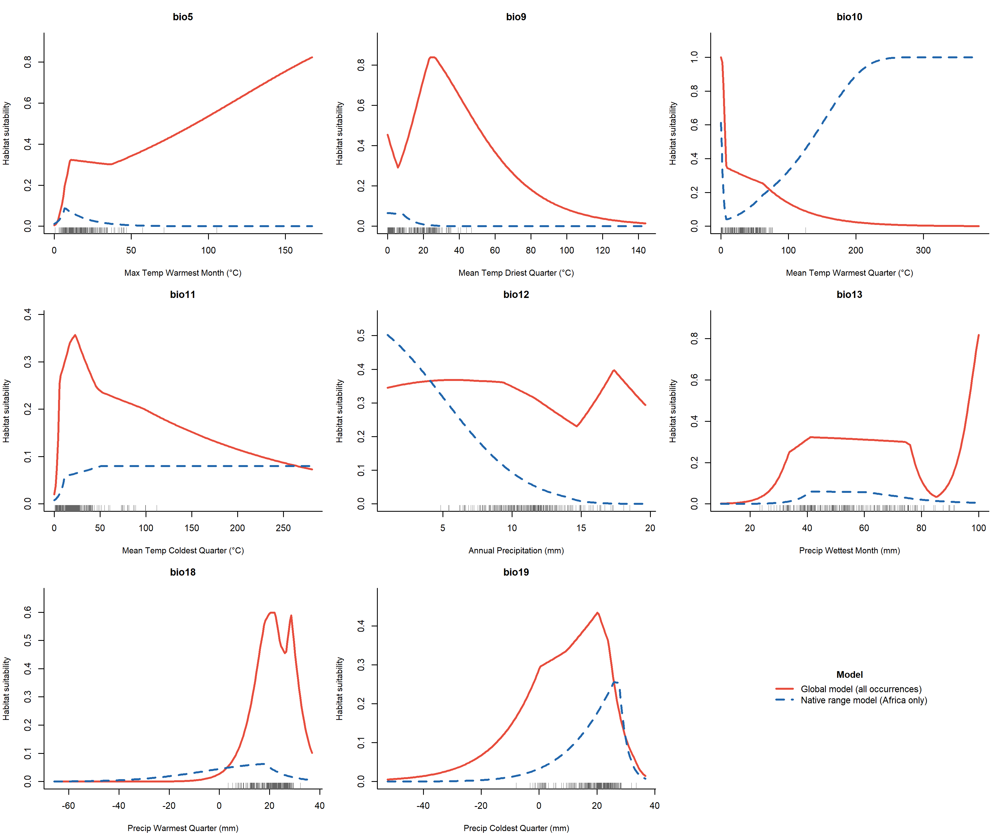 bio5
0.0 0.2 0.4 0.6 0.8
Habitat suitability
0 50 100 150
Max Temp Warmest Month (°C)
bio9
0.0 0.2 0.4 0.6 0.8
Habitat suitability
0 20 40 60 80 100 120 140
Mean Temp Driest Quarter (°C)
bio10
0.0 0.2 0.4 0.6 0.8 1.0
Habitat suitability
0 100 200 300
Mean Temp Warmest Quarter (°C)
bio11
0.0 0.1 0.2 0.3 0.4
Habitat suitability
0 50 100 150 200 250
Mean Temp Coldest Quarter (°C)
bio12
0.0 0.1 0.2 0.3 0.4 0.5
Habitat suitability
5 10 15 20
Annual Precipitation (mm)
bio13
0.0 0.2 0.4 0.6 0.8
Habitat suitability
20 40 60 80 100
Precip Wettest Month (mm)
bio18
0.0 0.1 0.2 0.3 0.4 0.5 0.6
Habitat suitability
-60 -40 -20 0 20 40
Precip Warmest Quarter (mm)
bio19
0.0 0.1 0.2 0.3 0.4
Habitat suitability
-40 -20 0 20 40
Precip Coldest Quarter (mm)
Model
Global model (all occurrences)
Native range model (Africa only)